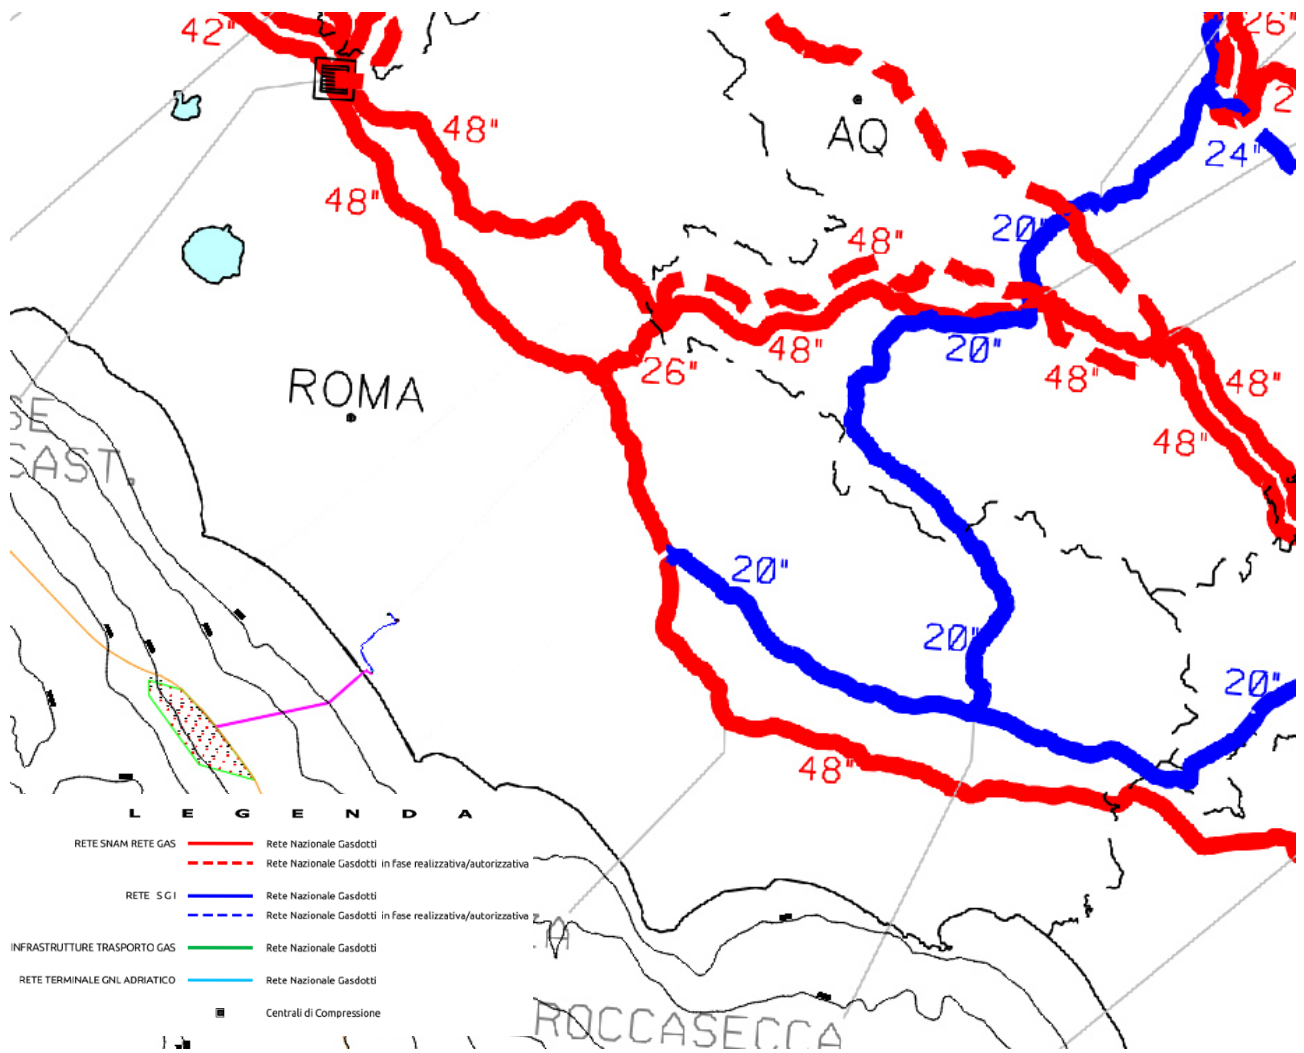 42"
26"
48"
AQ
24"
48"
20"
48"
20"
48"
26"
48"
48"
ROMA
48"
CAST.
20"
20"
20"
48"
L E G E N D A
RETE SNAM RETE GAS
Rete Nazionale Gasdotti
Rete Nazionale Gasdotti in fase realizzativa/autorizzativa
RETE S G I
Rete Nazionale Gasdotti
Rete Nazionale Gasdotti in fase realizzativa/autorizzativa
INFRASTRUTTURE TRASPORTO GAS
Rete Nazionale Gasdotti
RETE TERMINALE GNL ADRIATICO
Rete Nazionale Gasdotti
Centrali di Compressione
ROCCASECCA